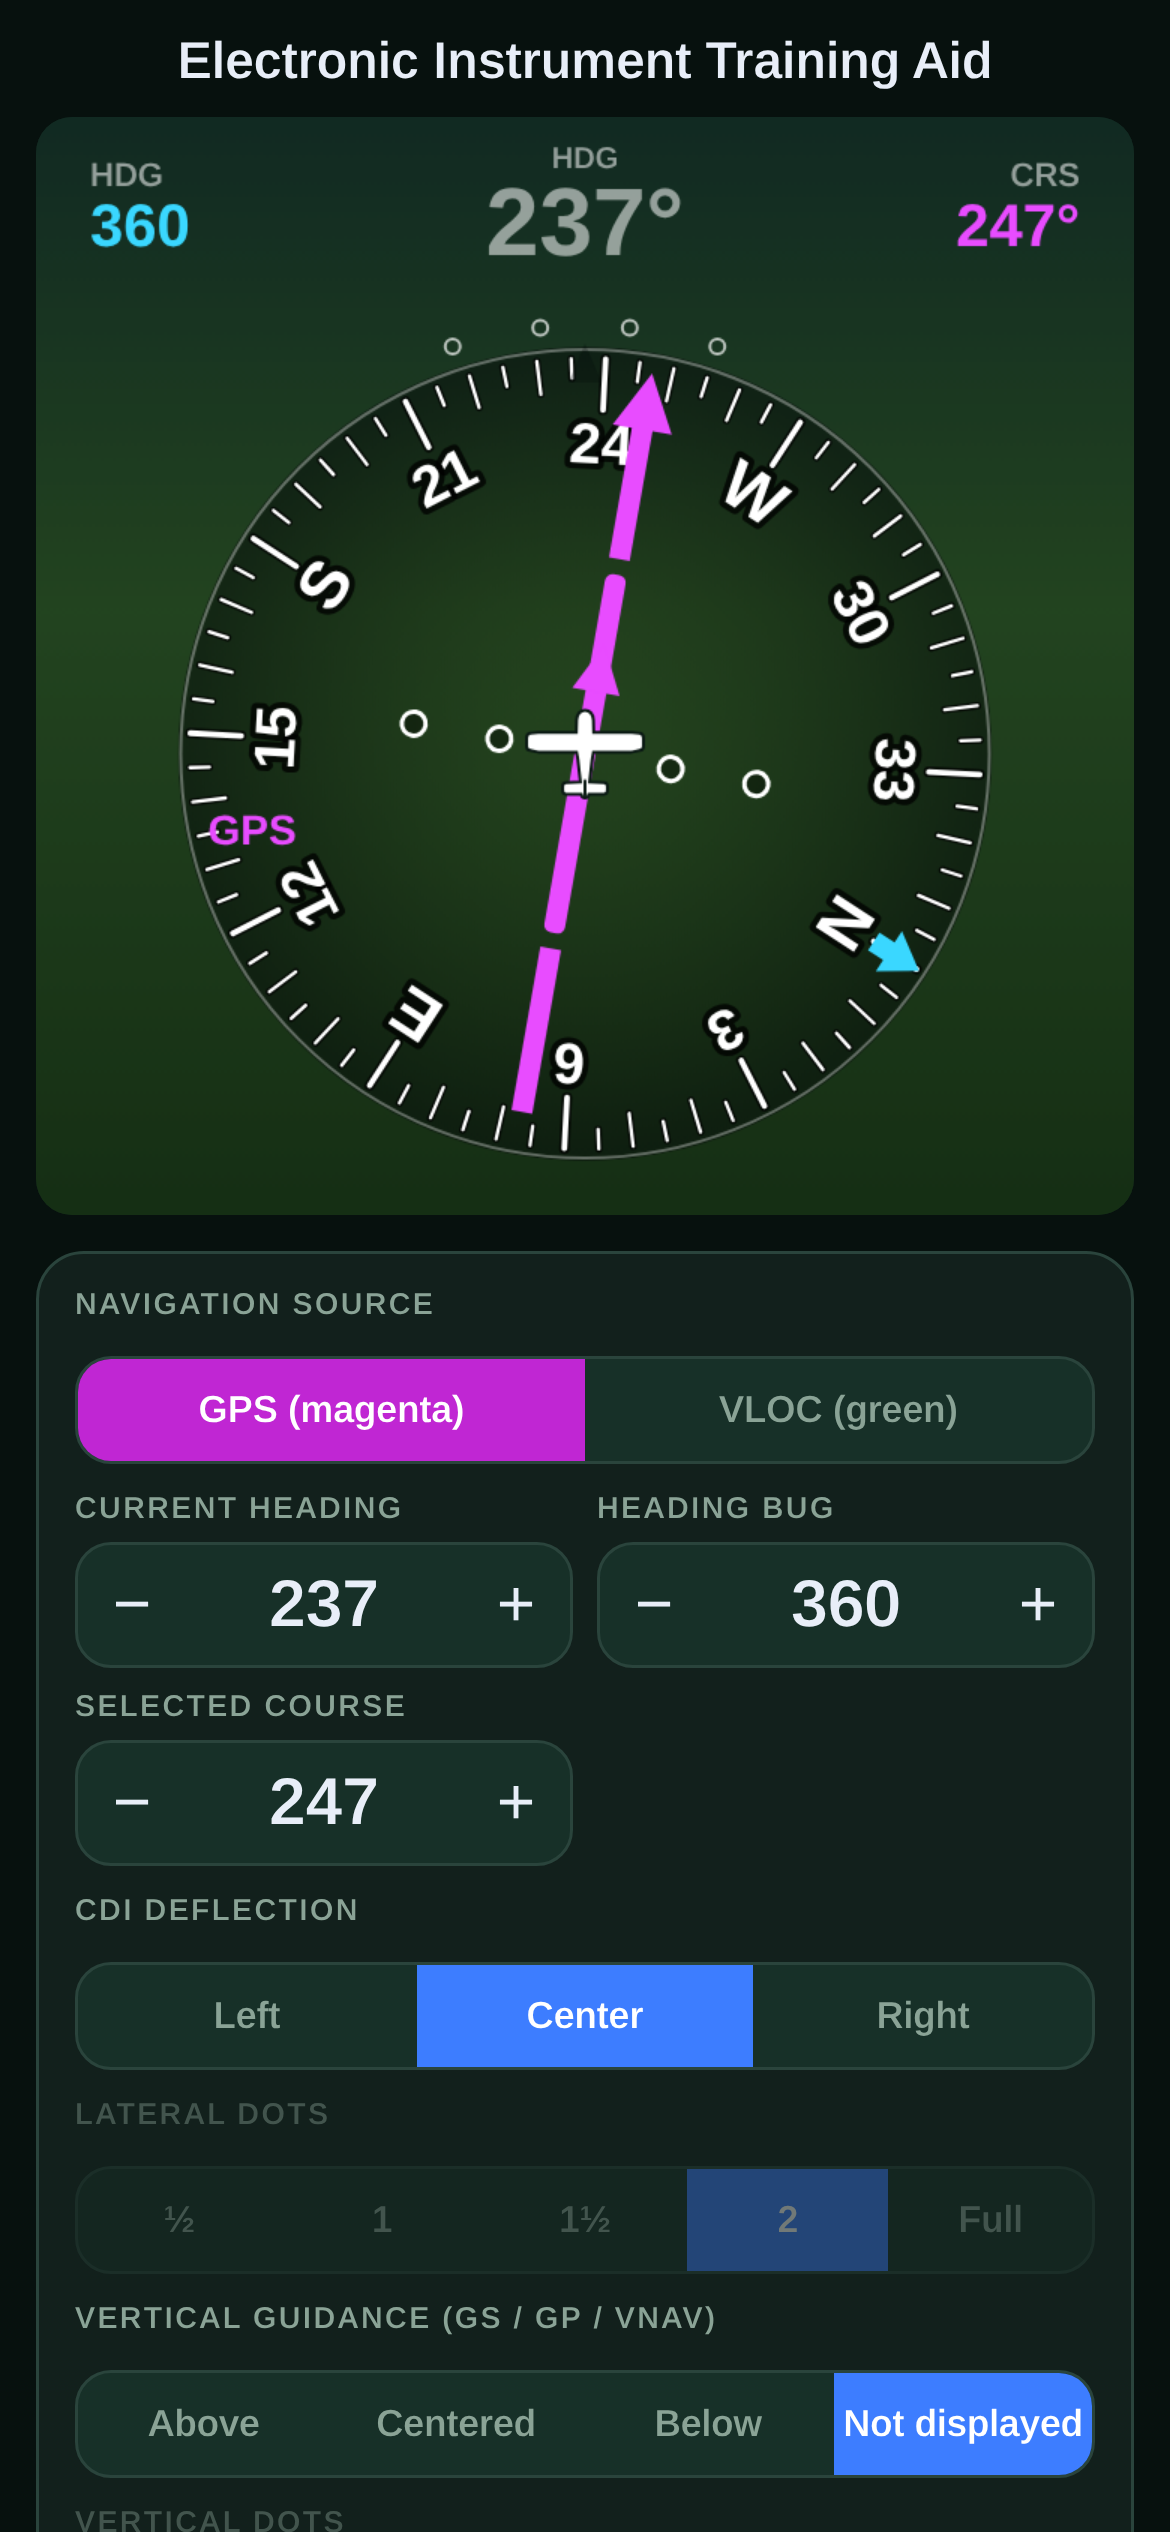 Electronic Instrument Training Aid
HDG
360
HDG
237°
CRS
247°
24
21
W
S
30
15
33
GPS
12
N
E
3
6
NAVIGATION SOURCE
GPS (magenta)
VLOC (green)
CURRENT HEADING
HEADING BUG
− 237 +
− 360 +
SELECTED COURSE
− 247 +
CDI DEFLECTION
Left
Center
Right
LATERAL DOTS
½
1
1½
2
Full
VERTICAL GUIDANCE (GS / GP / VNAV)
Above
Centered
Below
Not displayed
VERTICAL DOTS